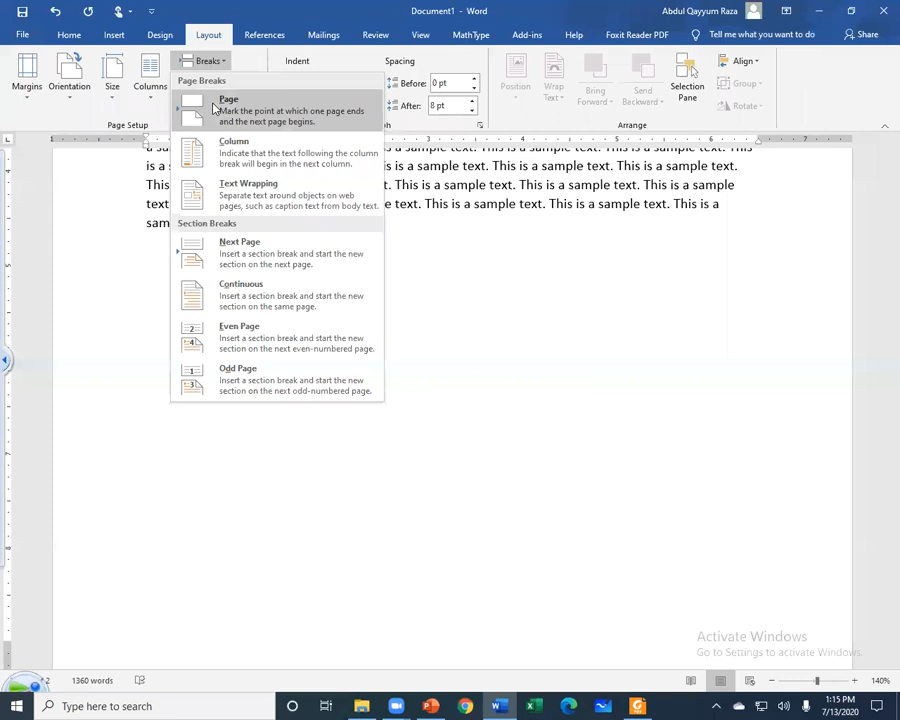 Document1 - Word
Abdul Qayyum Raza
File Home Insert Design Layout References Mailings Review View MathType Add-ins Help Foxit Reader PDF Tell me what you want to do Share
Breaks Indent Spacing
Margins Orientation Size Columns
Before: 0 pt
After: 8 pt
Position Wrap Text Bring Forward Send Backward Selection Pane
Align
Group
Rotate
Page Setup Arrange
Page Breaks
Page
Mark the point at which one page ends
and the next page begins.
Column
Indicate that the text following the column
break will begin in the next column.
Text Wrapping
Separate text around objects on web
pages, such as caption text from body text.
Section Breaks
Next Page
Insert a section break and start the new
section on the next page.
Continuous
Insert a section break and start the new
section on the same page.
Even Page
Insert a section break and start the new
section on the next even-numbered page.
Odd Page
Insert a section break and start the new
section on the next odd-numbered page.
1 3 4 5 6 7
is a sample text. This is a sample text. This is a sample text.
This is a sample text. This is a sample text. This is a sample text
text text. This is a sample text. This is a
sam
Activate Windows
Go to Settings to activate Windows.
2 1360 words 140%
Type here to search
1:15 PM
7/13/2020